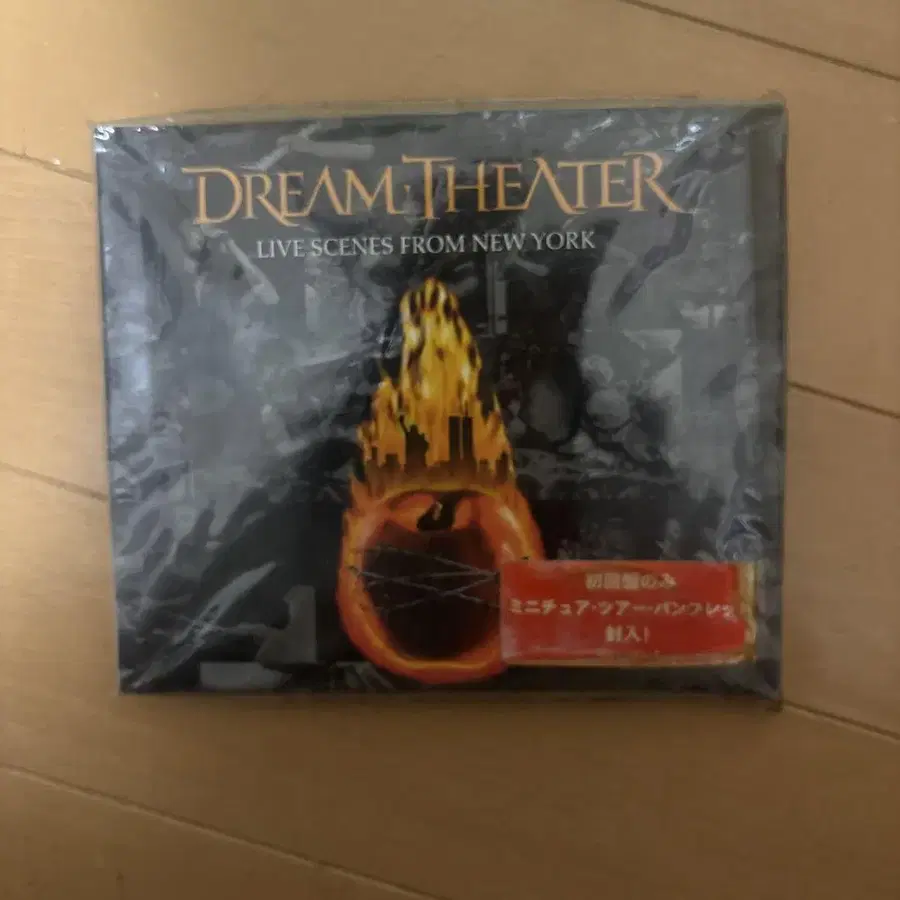 DREAM THEATER
LIVE SCENES FROM NEW YORK
初回盤のみ
ミニチュア・ツアー・パンフレット
封入!